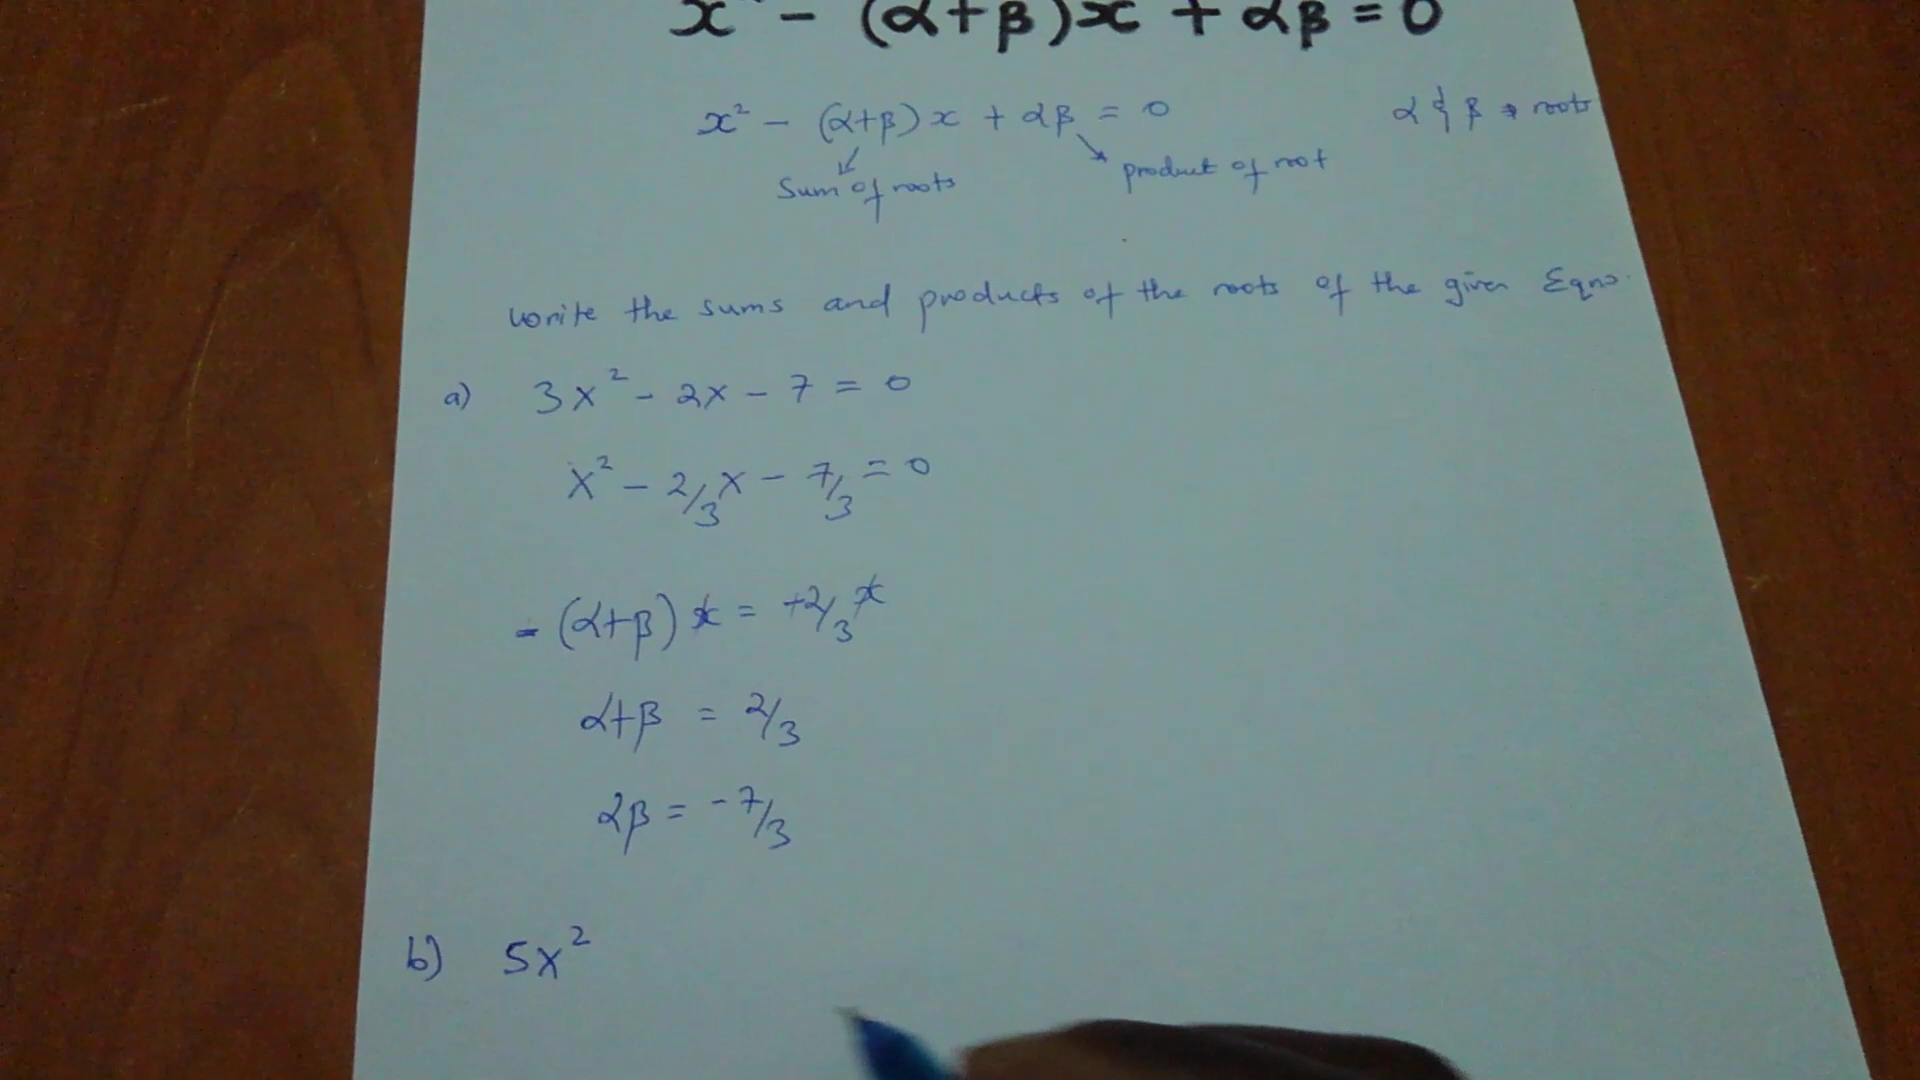 x² - (α+β)x + αβ = 0
x² - (α+β)x + αβ = 0 α & β → roots
Sum of roots product of root
Write the sums and products of the roots of the given Eqns.
a) 3x² - 2x - 7 = 0
x² - 2/3x - 7/3 = 0
- (α+β)x = +2/3x
α+β = 2/3
αβ = -7/3
b) 5x²